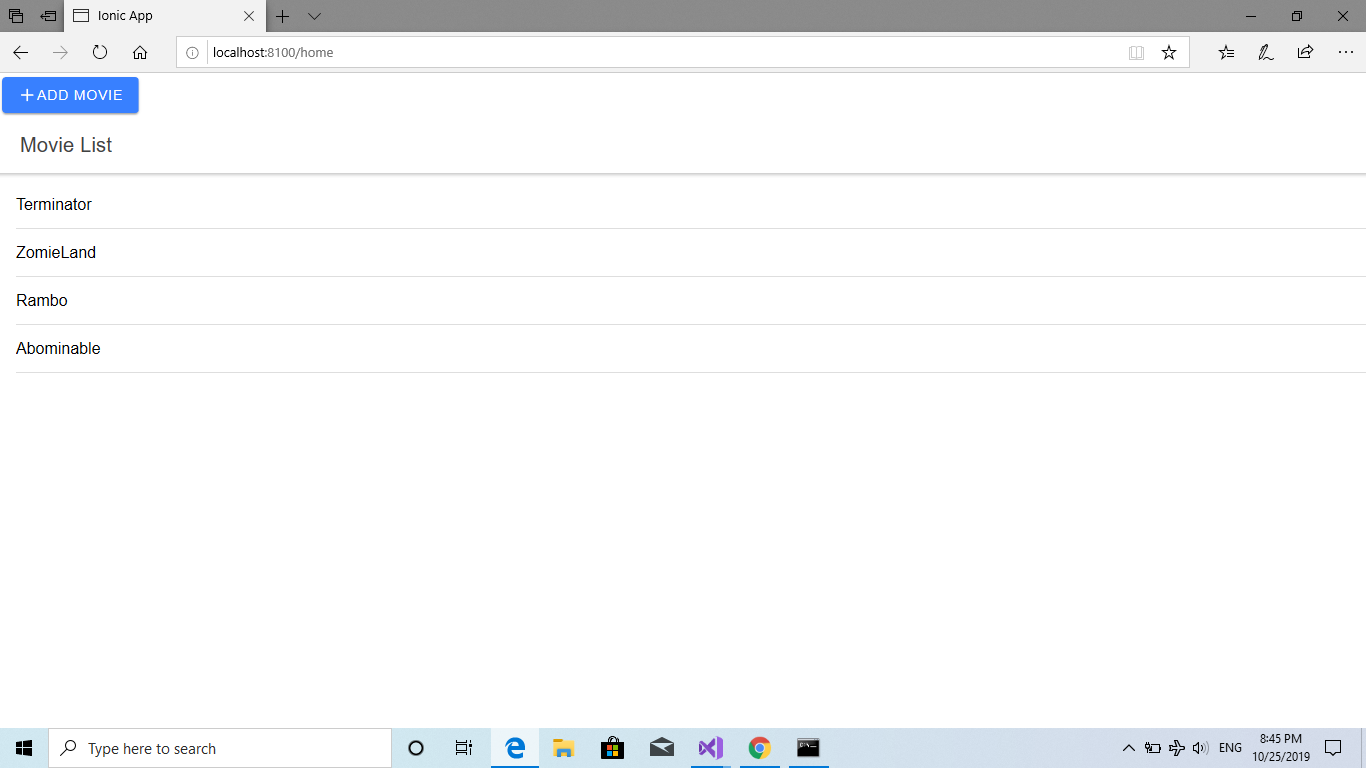 Ionic App
localhost:8100/home
ADD MOVIE
Movie List
Terminator
ZomieLand
Rambo
Abominable
Type here to search
ENG
8:45 PM
10/25/2019